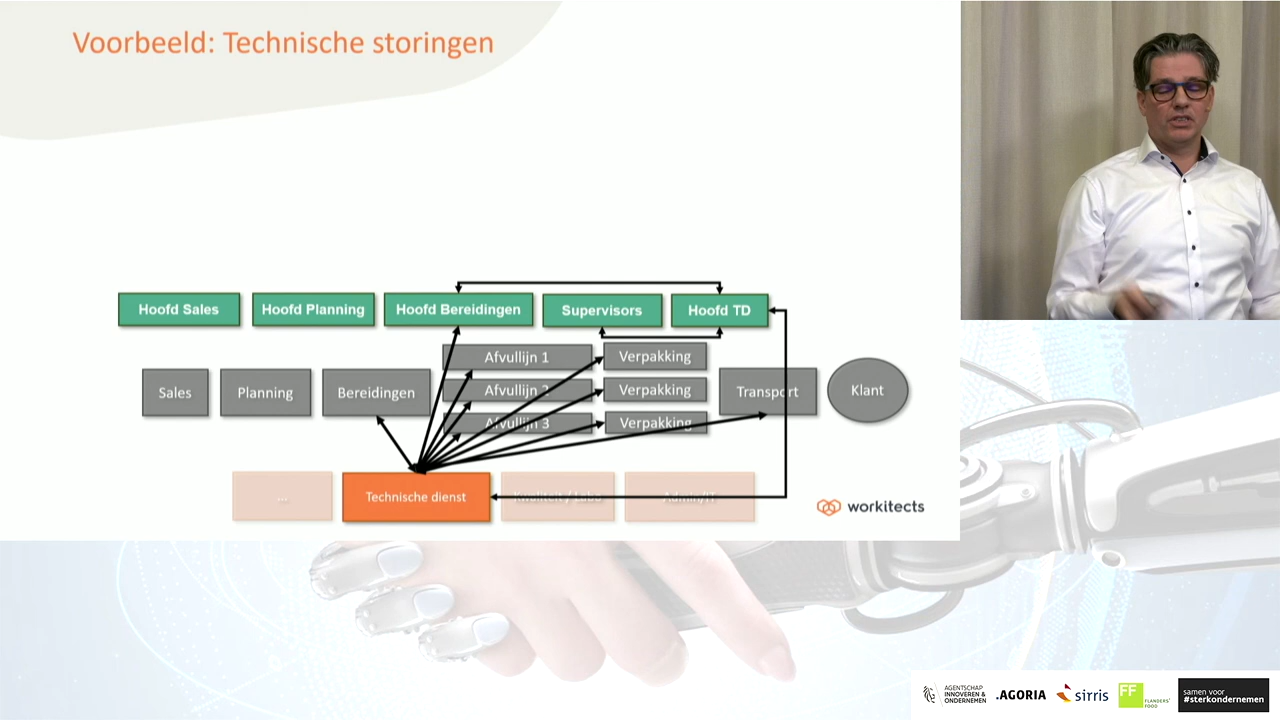 Voorbeeld: Technische storingen
Hoofd Sales
Hoofd Planning
Hoofd Bereidingen
Supervisors
Hoofd TD
Afvullijn 1
Verpakking
Sales
Planning
Bereidingen
Afvullijn 2
Verpakking
Transport
Klant
Afvullijn 3
Verpakking
...
Technische dienst
Kwaliteit / Labo
Admin/IT
workitects
AGENTSCHAP
INNOVEREN &
ONDERNEMEN
.AGORIA
sirris
FF
FLANDERS'
FOOD
samen voor
#sterkondernemen